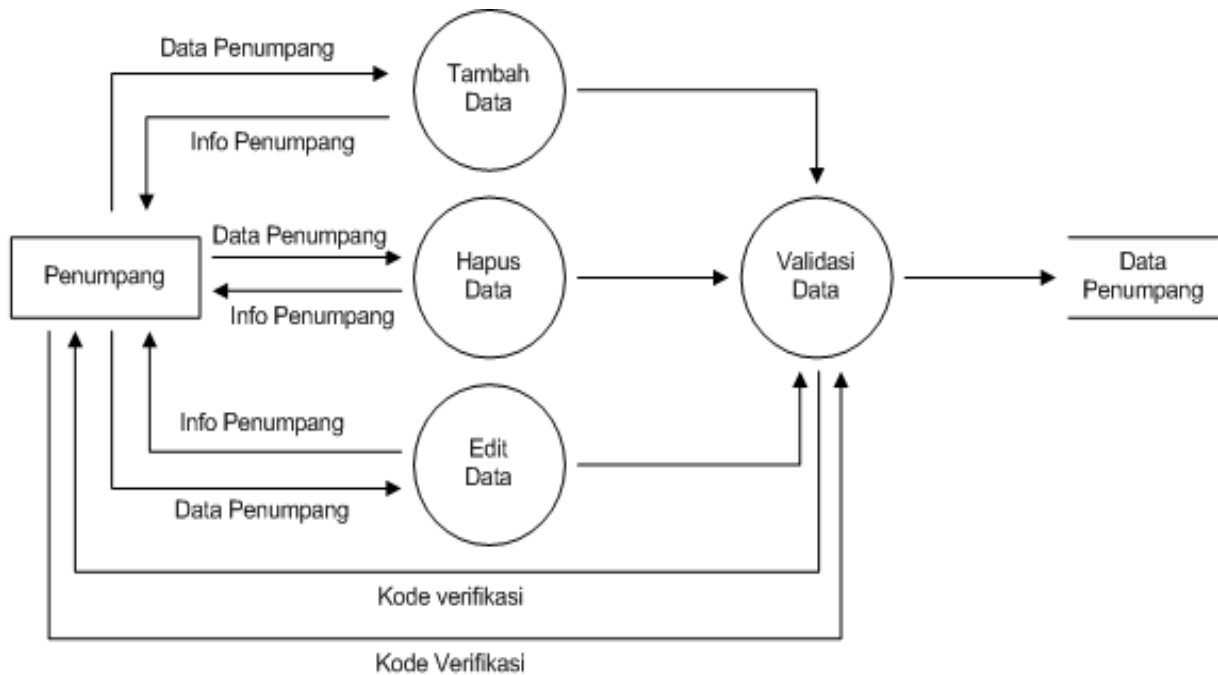 Data Penumpang
Tambah
Data
Info Penumpang
Data Penumpang
Penumpang
Hapus
Data
Validasi
Data
Data
Penumpang
Info Penumpang
Info Penumpang
Edit
Data
Data Penumpang
Kode verifikasi
Kode Verifikasi